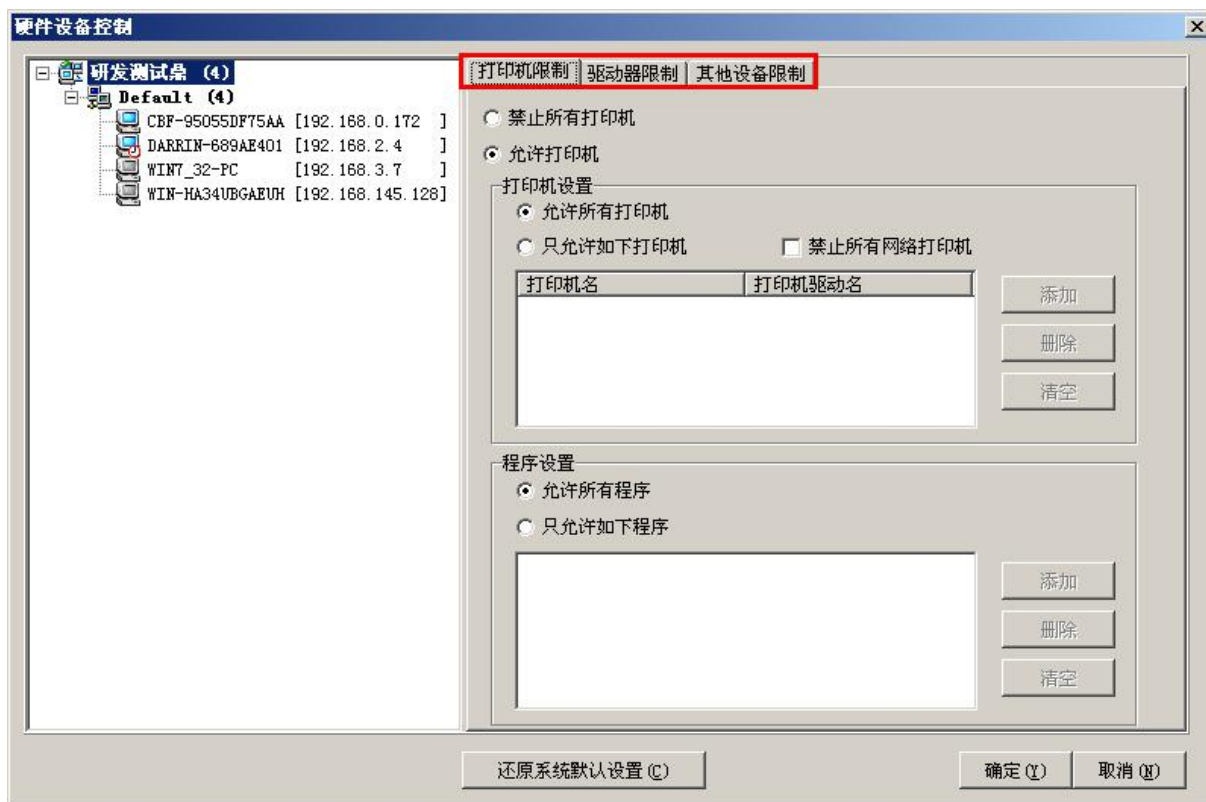 硬件设备控制
研发测试鼎 (4)
Default (4)
CBF-95055DF75AA [192.168.0.172 ]
DARRIN-689AE401 [192.168.2.4 ]
WIN7_32-PC [192.168.3.7 ]
WIN-HA34UBGAEUH [192.168.145.128]
打印机限制 驱动器限制 其他设备限制
禁止所有打印机
允许打印机
打印机设置
允许所有打印机
只允许如下打印机 禁止所有网络打印机
打印机名 打印机驱动名
添加
删除
清空
程序设置
允许所有程序
只允许如下程序
添加
删除
清空
还原系统默认设置(C) 确定(Y) 取消(N)